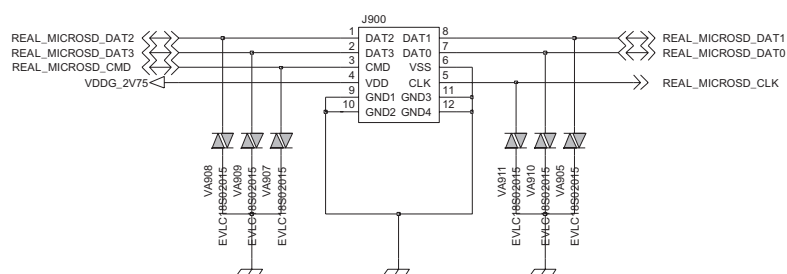 J900
REAL_MICROSD_DAT2 1 DAT2 DAT1 8 REAL_MICROSD_DAT1
REAL_MICROSD_DAT3 2 DAT3 DAT0 7 REAL_MICROSD_DAT0
REAL_MICROSD_CMD 3 CMD VSS 6
VDDG_2V75 4 VDD CLK 5 REAL_MICROSD_CLK
9 GND1 GND3 11
10 GND2 GND4 12
VA908
EVLC18S02015
VA909
EVLC18S02015
VA907
EVLC18S02015
VA911
EVLC18S02015
VA910
EVLC18S02015
VA905
EVLC18S02015